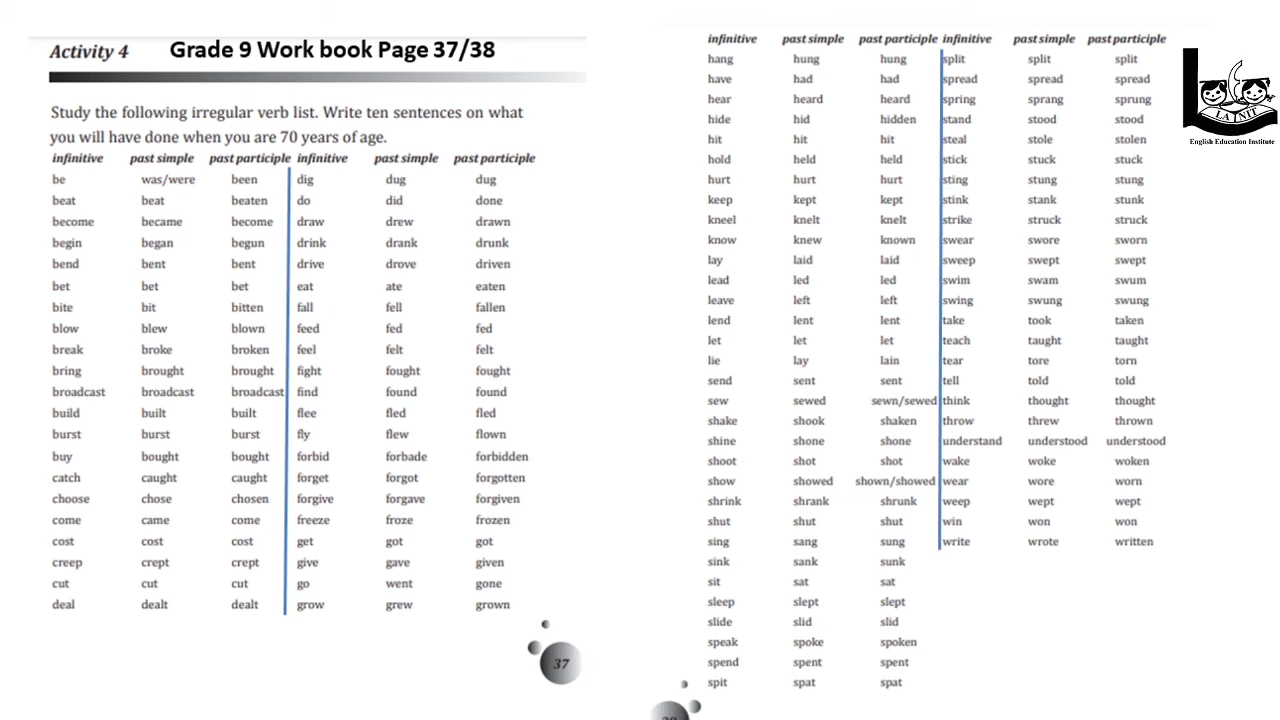 Activity 4 Grade 9 Work book Page 37/38
Study the following irregular verb list. Write ten sentences on what
you will have done when you are 70 years of age.
infinitive past simple past participle infinitive past simple past participle
be was/were been dig dug dug
beat beat beaten do did done
become became become draw drew drawn
begin began begun drink drank drunk
bend bent bent drive drove driven
bet bet bet eat ate eaten
bite bit bitten fall fell fallen
blow blew blown feed fed fed
break broke broken feel felt felt
bring brought brought fight fought fought
broadcast broadcast broadcast find found found
build built built flee fled fled
burst burst burst fly flew flown
buy bought bought forbid forbade forbidden
catch caught caught forget forgot forgotten
choose chose chosen forgive forgave forgiven
come came come freeze froze frozen
cost cost cost get got got
creep crept crept give gave given
cut cut cut go went gone
deal dealt dealt grow grew grown
37
infinitive past simple past participle infinitive past simple past participle
hang hung hung split split split
have had had spread spread spread
hear heard heard spring sprang sprung
hide hid hidden stand stood stood
hit hit hit steal stole stolen
hold held held stick stuck stuck
hurt hurt hurt sting stung stung
keep kept kept stink stank stunk
kneel knelt knelt strike struck struck
know knew known swear swore sworn
lay laid laid sweep swept swept
lead led led swim swam swum
leave left left swing swung swung
lend lent lent take took taken
let let let teach taught taught
lie lay lain tear tore torn
send sent sent tell told told
sew sewed sewn/sewed think thought thought
shake shook shaken throw threw thrown
shine shone shone understand understood understood
shoot shot shot wake woke woken
show showed shown/showed wear wore worn
shrink shrank shrunk weep wept wept
shut shut shut win won won
sing sang sung write wrote written
sink sank sunk
sit sat sat
sleep slept slept
slide slid slid
speak spoke spoken
spend spent spent
spit spat spat
LA NIT
English Education Institute